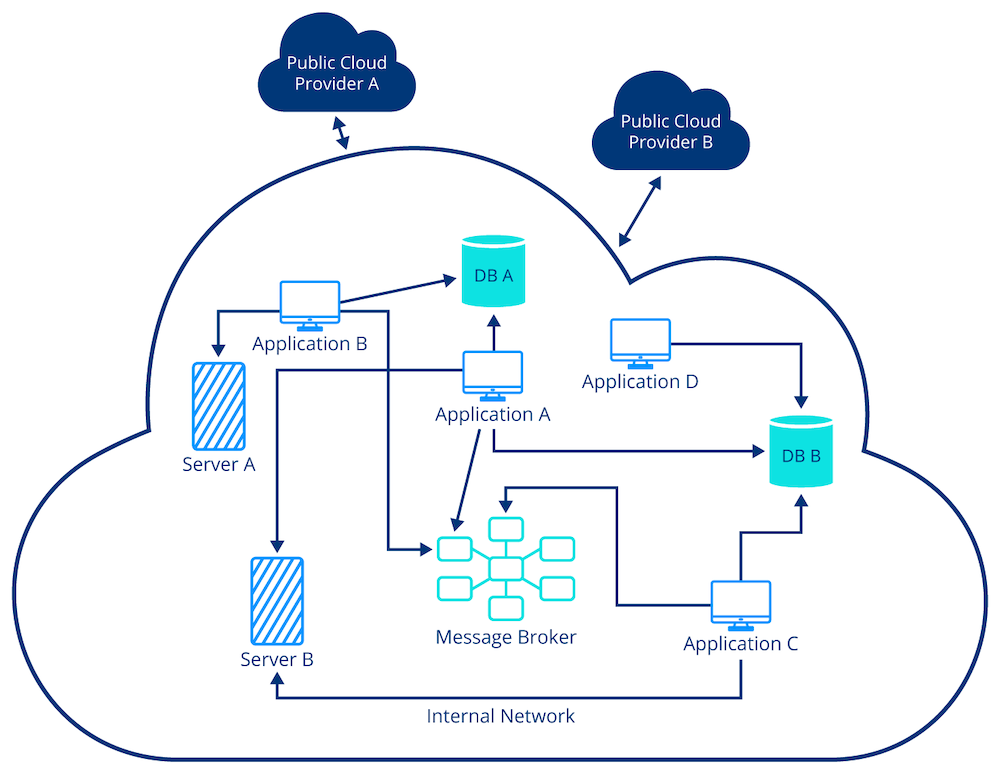 Public Cloud
Provider A
Public Cloud
Provider B
DB A
Application B
Application D
Application A
DB B
Server A
Message Broker
Application C
Server B
Internal Network